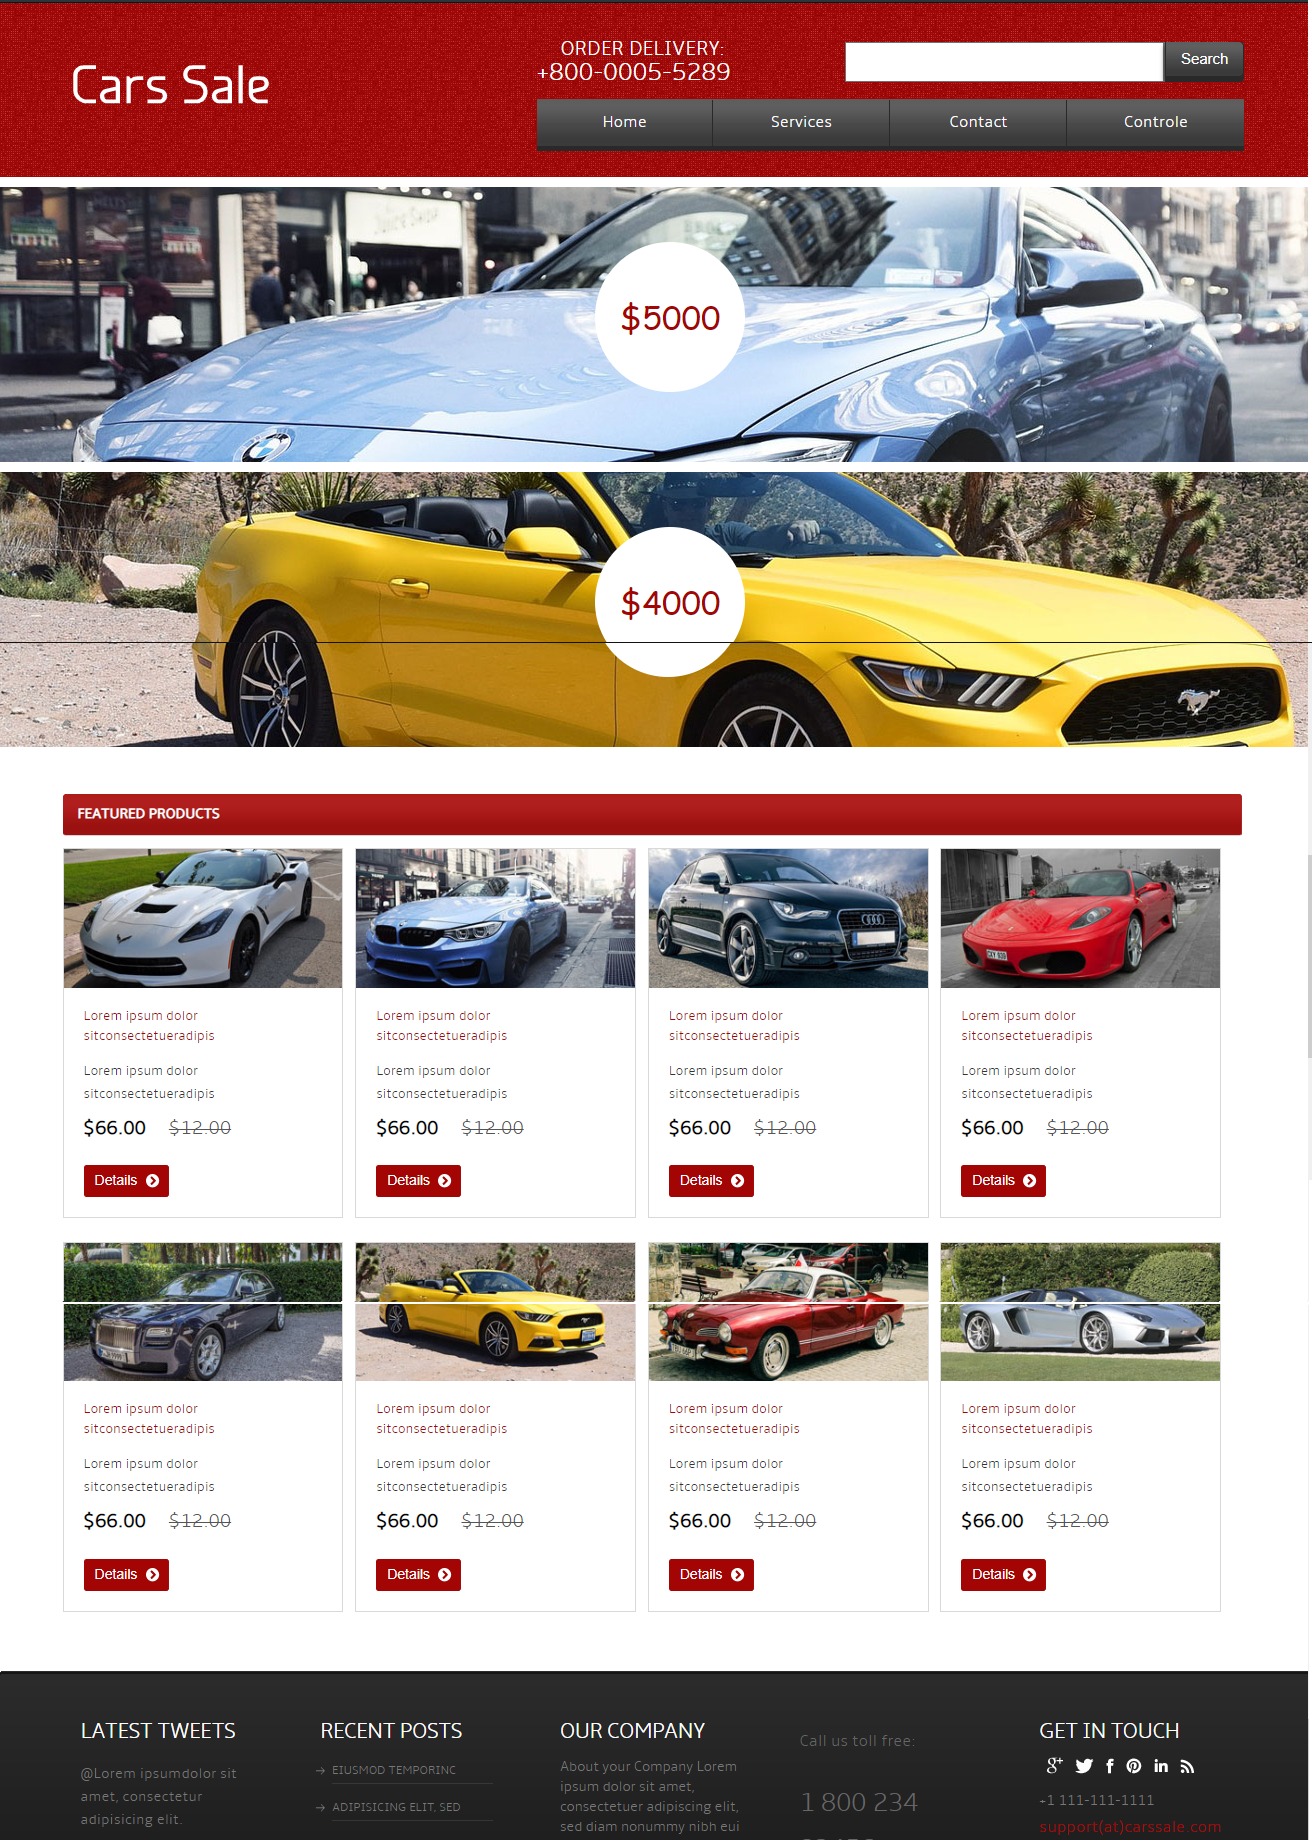 Cars Sale
ORDER DELIVERY:
+800-0005-5289
Search
Home
Services
Contact
Controle
$5000
$4000
FEATURED PRODUCTS
Lorem ipsum dolor
sitconsectetueradipis
Lorem ipsum dolor
sitconsectetueradipis
$66.00 $12.00
Details
Lorem ipsum dolor
sitconsectetueradipis
Lorem ipsum dolor
sitconsectetueradipis
$66.00 $12.00
Details
Lorem ipsum dolor
sitconsectetueradipis
Lorem ipsum dolor
sitconsectetueradipis
$66.00 $12.00
Details
Lorem ipsum dolor
sitconsectetueradipis
Lorem ipsum dolor
sitconsectetueradipis
$66.00 $12.00
Details
Lorem ipsum dolor
sitconsectetueradipis
Lorem ipsum dolor
sitconsectetueradipis
$66.00 $12.00
Details
Lorem ipsum dolor
sitconsectetueradipis
Lorem ipsum dolor
sitconsectetueradipis
$66.00 $12.00
Details
Lorem ipsum dolor
sitconsectetueradipis
Lorem ipsum dolor
sitconsectetueradipis
$66.00 $12.00
Details
Lorem ipsum dolor
sitconsectetueradipis
Lorem ipsum dolor
sitconsectetueradipis
$66.00 $12.00
Details
LATEST TWEETS
@Lorem ipsumdolor sit
amet, consectetur
adipisicing elit.
RECENT POSTS
EIUSMOD TEMPORINC
ADIPISICING ELIT, SED
OUR COMPANY
About your Company Lorem
ipsum dolor sit amet,
consectetuer adipiscing elit,
sed diam nonummy nibh eui
Call us toll free:
1 800 234
GET IN TOUCH
+1 111-111-1111
support(at)carssale.com